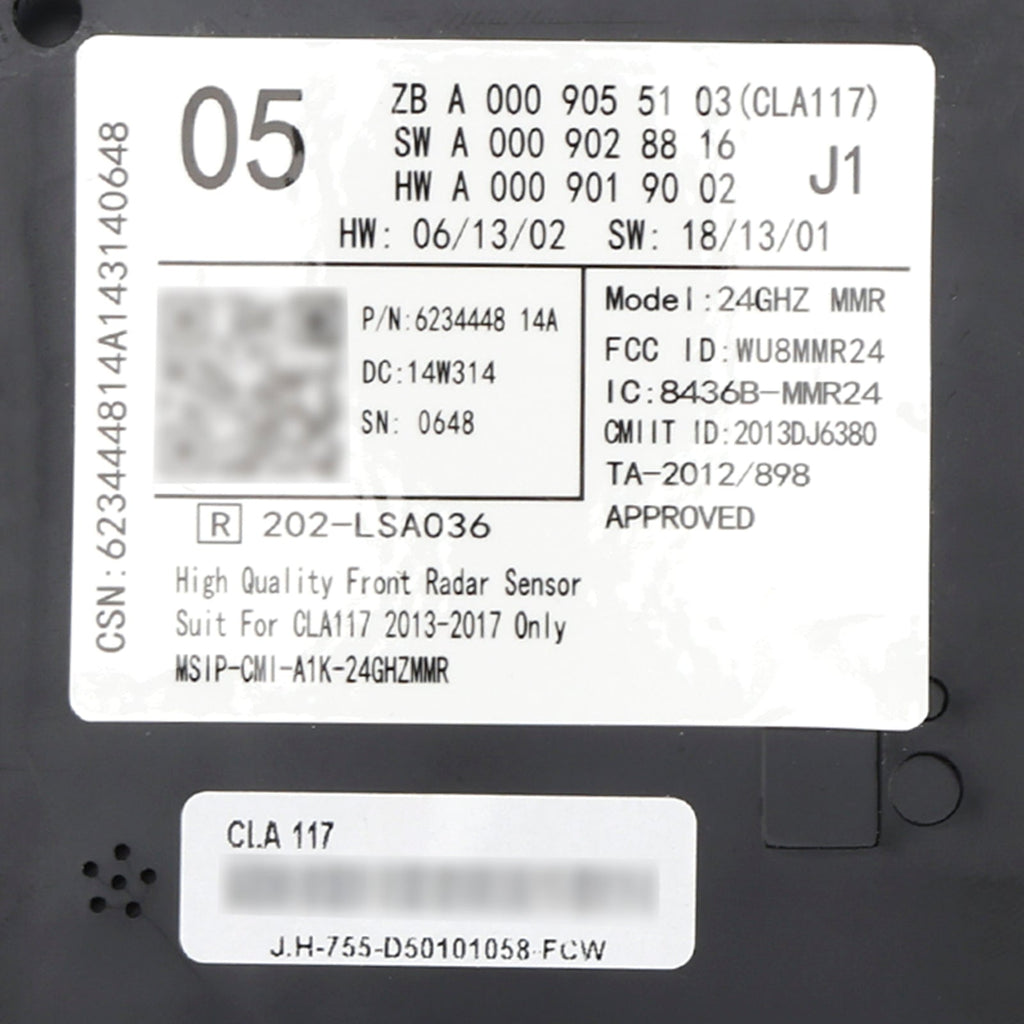 05
ZB A 000 905 51 03(CLA117)
SW A 000 902 88 16
HW A 000 901 90 02
J1
HW: 06/13/02 SW: 18/13/01
CSN:623444814A143140648
P/N:6234448 14A
DC:14W314
SN: 0648
Model:24GHZ MMR
FCC ID:WU8MMR24
IC:8436B-MMR24
CMIIT ID:2013DJ6380
TA-2012/898
APPROVED
R 202-LSA036
High Quality Front Radar Sensor
Suit For CLA117 2013-2017 Only
MSIP-CMI-A1K-24GHZMMR
CLA 117
J.H-755-D50101058-FCW